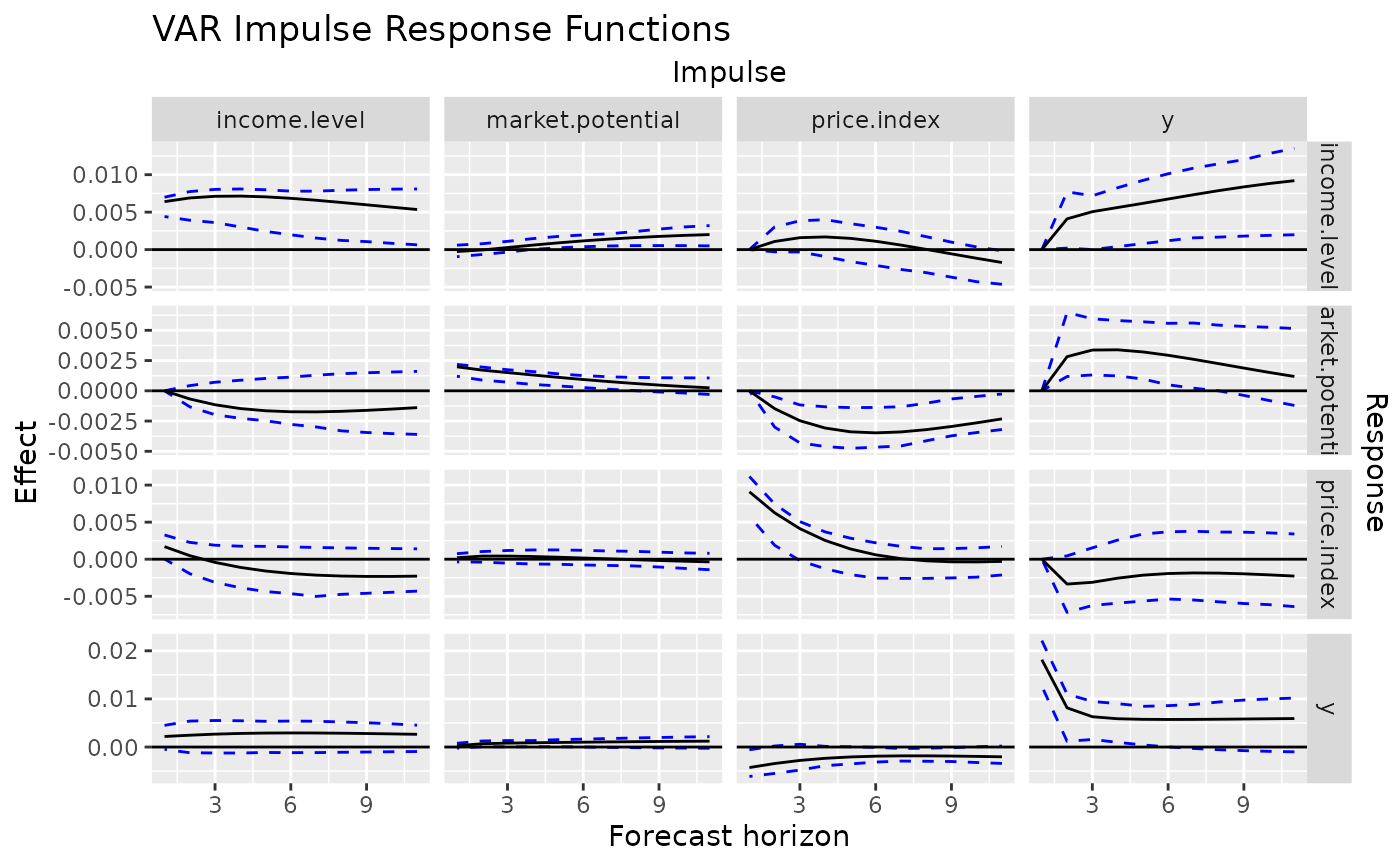 VAR Impulse Response Functions
Impulse
income.level market.potential price.index y
0.010
0.005
0.000
-0.005
income.level
0.0050
0.0025
0.0000
-0.0025
-0.0050
arket.potenti
0.010
0.005
0.000
-0.005
price.index
0.02
0.01
0.00
y
Effect
Response
3 6 9 3 6 9 3 6 9 3 6 9
Forecast horizon